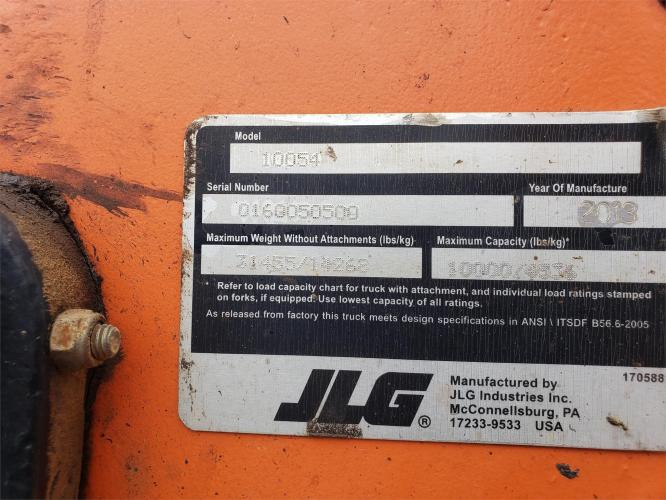 Model
10054
Serial Number
0160050500
Year Of Manufacture
2013
Maximum Weight Without Attachments (lbs/kg)
31455/14268
Maximum Capacity (lbs/kg)*
10000/4536
* Refer to load capacity chart for truck with attachment, and individual load ratings stamped
on forks, if equipped. Use lowest capacity of all ratings.
As released from factory this truck meets design specifications in ANSI \ ITSDF B56.6-2005
JLG®
Manufactured by
JLG Industries Inc.
McConnellsburg, PA
17233-9533 USA
170588